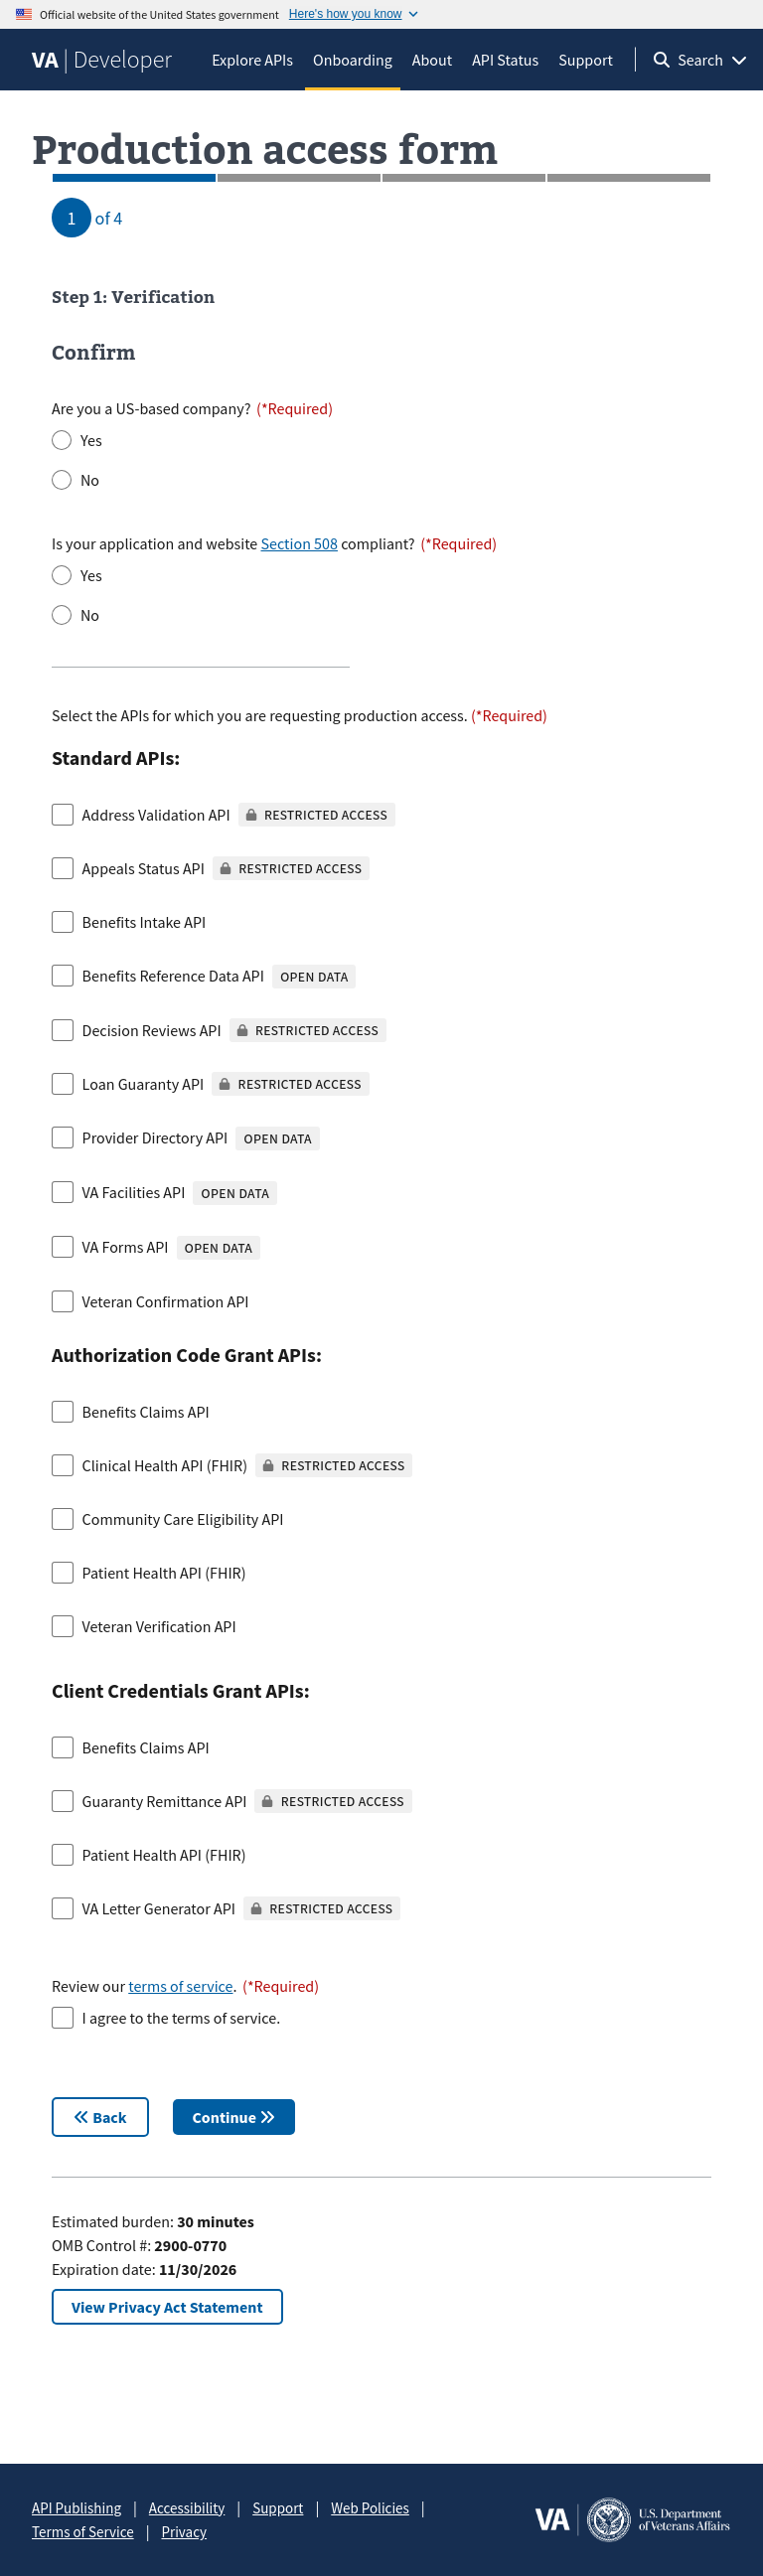 Official website of the United States government Here's how you know
VA Developer Explore APIs Onboarding About API Status Support Search
Production access form
1 of 4
Step 1: Verification
Confirm
Are you a US-based company? (*Required)
Yes
No
Is your application and website Section 508 compliant? (*Required)
Yes
No
Select the APIs for which you are requesting production access. (*Required)
Standard APIs:
Address Validation API RESTRICTED ACCESS
Appeals Status API RESTRICTED ACCESS
Benefits Intake API
Benefits Reference Data API OPEN DATA
Decision Reviews API RESTRICTED ACCESS
Loan Guaranty API RESTRICTED ACCESS
Provider Directory API OPEN DATA
VA Facilities API OPEN DATA
VA Forms API OPEN DATA
Veteran Confirmation API
Authorization Code Grant APIs:
Benefits Claims API
Clinical Health API (FHIR) RESTRICTED ACCESS
Community Care Eligibility API
Patient Health API (FHIR)
Veteran Verification API
Client Credentials Grant APIs:
Benefits Claims API
Guaranty Remittance API RESTRICTED ACCESS
Patient Health API (FHIR)
VA Letter Generator API RESTRICTED ACCESS
Review our terms of service. (*Required)
I agree to the terms of service.
Back Continue
Estimated burden: 30 minutes
OMB Control #: 2900-0770
Expiration date: 11/30/2026
View Privacy Act Statement
API Publishing | Accessibility | Support | Web Policies |
Terms of Service | Privacy
VA U.S. Department
of Veterans Affairs